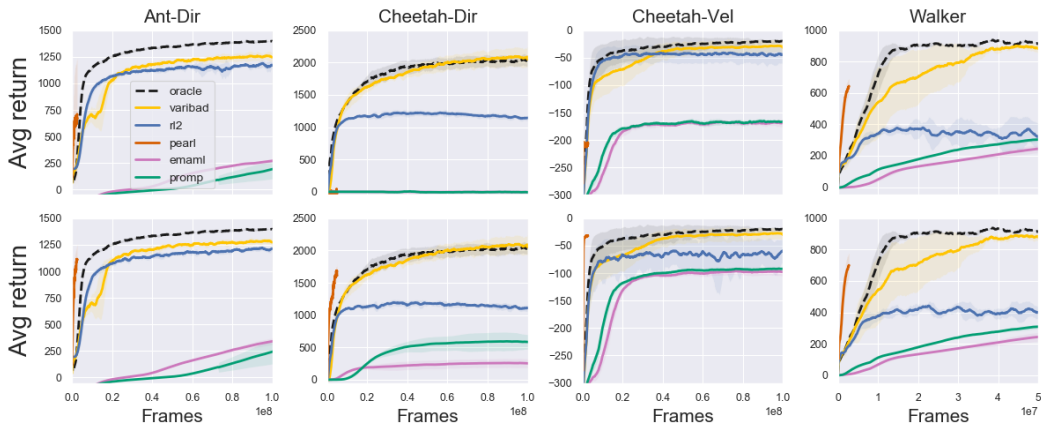 Ant-Dir
Cheetah-Dir
Cheetah-Vel
Walker
Avg return
1500
1250
1000
750
500
250
0
oracle
varibad
rl2
pearl
emaml
promp
2500
2000
1500
1000
500
0
0
−50
−100
−150
−200
−250
−300
1000
800
600
400
200
0
Avg return
1500
1250
1000
750
500
250
0
0.0 0.2 0.4 0.6 0.8 1.0
1e8
Frames
2500
2000
1500
1000
500
0
0.0 0.2 0.4 0.6 0.8 1.0
1e8
Frames
0
−50
−100
−150
−200
−250
−300
0.0 0.2 0.4 0.6 0.8 1.0
1e8
Frames
1000
800
600
400
200
0
0 1 2 3 4 5
1e7
Frames